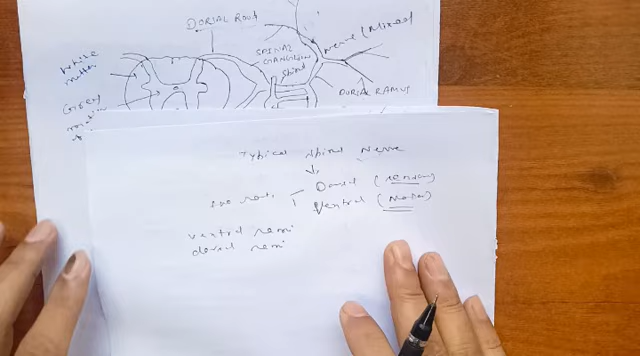 DORSAL Root
White
matter
Grey
SPINAL
GANGLION
spinal
Nerve (Mixed)
DORSAL RAMUS
Typical spinal Nerve
two roots
Dorsal (sensory)
Ventral (Motor)
ventral rami
dorsal rami